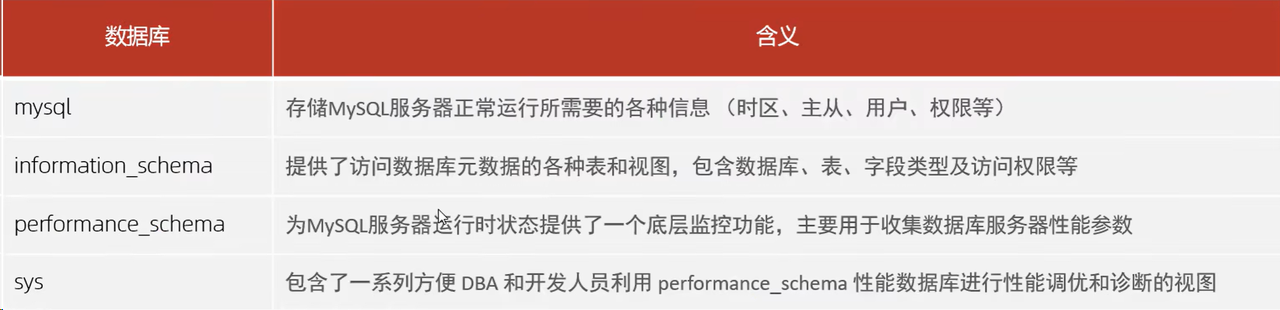 数据库 含义
mysql 存储MySQL服务器正常运行所需要的各种信息 （时区、主从、用户、权限等）
information_schema 提供了访问数据库元数据的各种表和视图，包含数据库、表、字段类型及访问权限等
performance_schema 为MySQL服务器运行时状态提供了一个底层监控功能，主要用于收集数据库服务器性能参数
sys 包含了一系列方便 DBA 和开发人员利用 performance_schema 性能数据库进行性能调优和诊断的视图